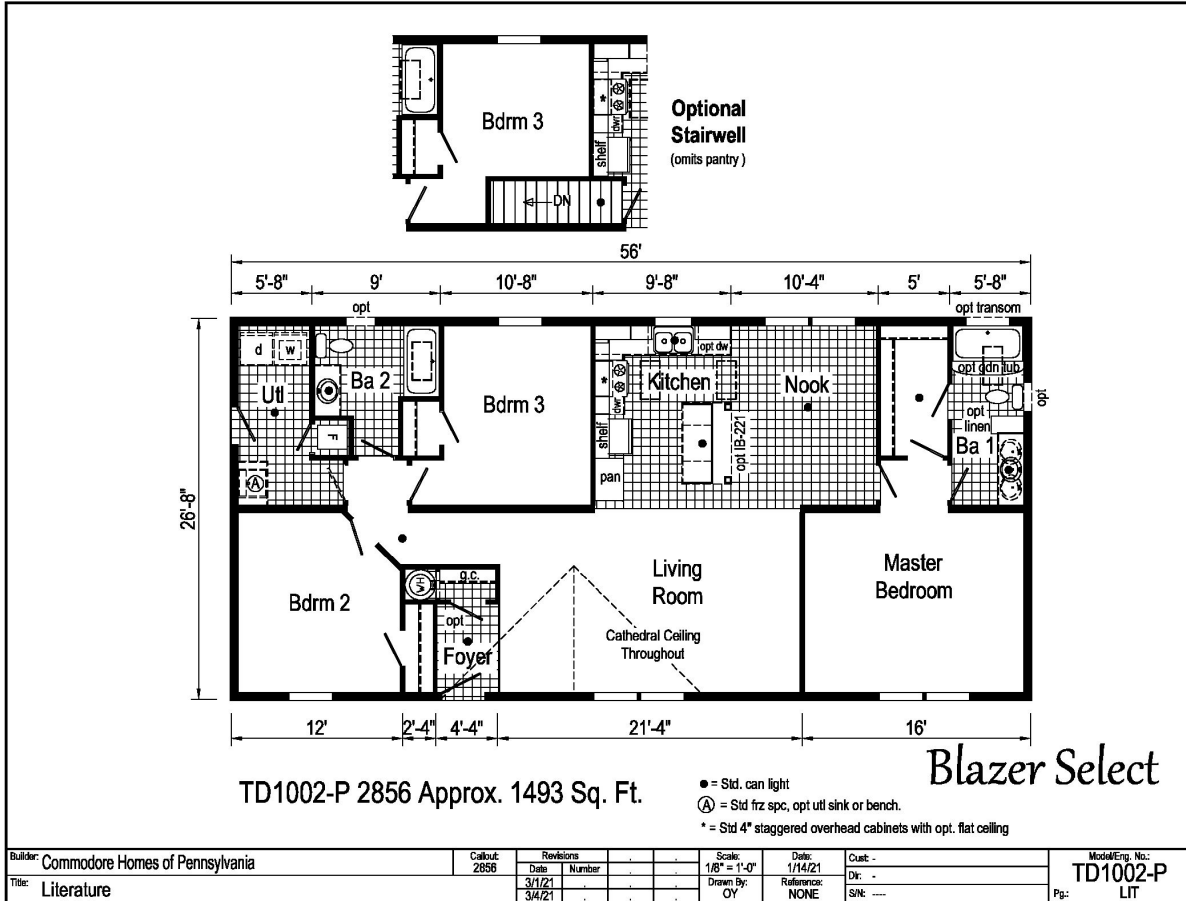 Bdrm 3
* dwr shelf
DN
Optional
Stairwell
(omits pantry )
56'
5'-8" 9' 10'-8" 9'-8" 10'-4" 5' 5'-8"
opt
opt transom
26'-8"
d w
Utl
A
Ba 2
F
Bdrm 3
opt dw
Kitchen
* dwr shelf
pan
opt IB-221
Nook
opt gdn tub
opt
opt
linen
Ba 1
Bdrm 2
WH
g.c.
opt
Foyer
Living
Room
Cathedral Ceiling
Throughout
Master
Bedroom
12' 2'-4" 4'-4" 21'-4" 16'
Blazer Select
TD1002-P 2856 Approx. 1493 Sq. Ft.
● = Std. can light
Ⓐ = Std frz spc, opt utl sink or bench.
* = Std 4" staggered overhead cabinets with opt. flat ceiling
Builder: Commodore Homes of Pennsylvania
Title: Literature
Callout:
2856
Revisions
Date Number
3/1/21
3/4/21
Scale:
1/8" = 1'-0"
Drawn By:
OY
Date:
1/14/21
Reference:
NONE
Cust: -
Dir: -
S/N: ----
Model/Eng. No.:
TD1002-P
Pg.: LIT